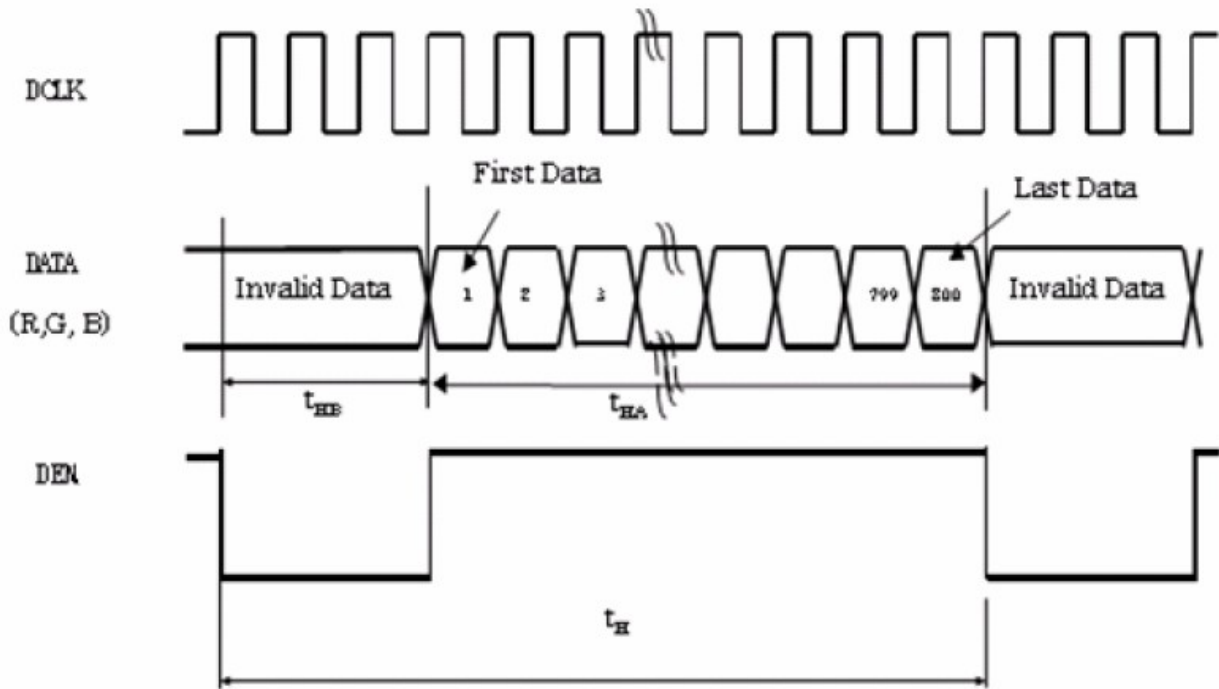 DCLK
First Data
Last Data
DATA
(R,G, B)
Invalid Data
1
2
3
799
800
Invalid Data
tHB
tHA
DEN
tH